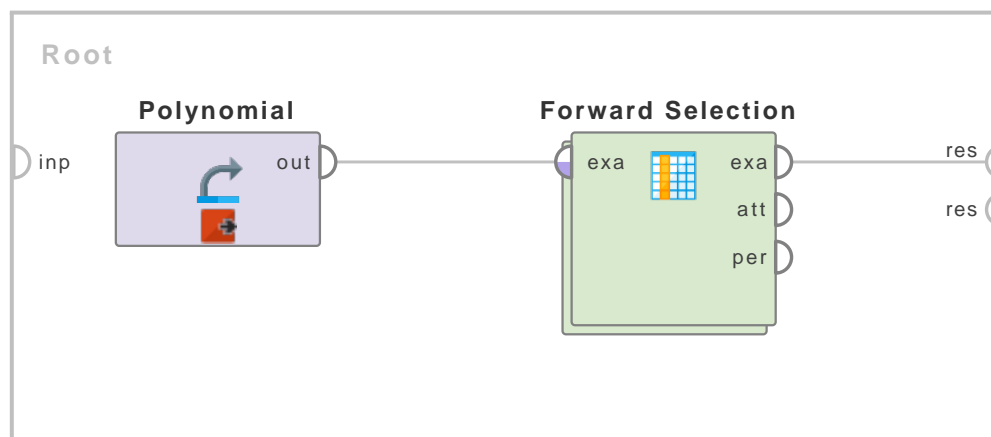 Root
Polynomial
Forward Selection
inp
out
exa
exa
res
att
res
per